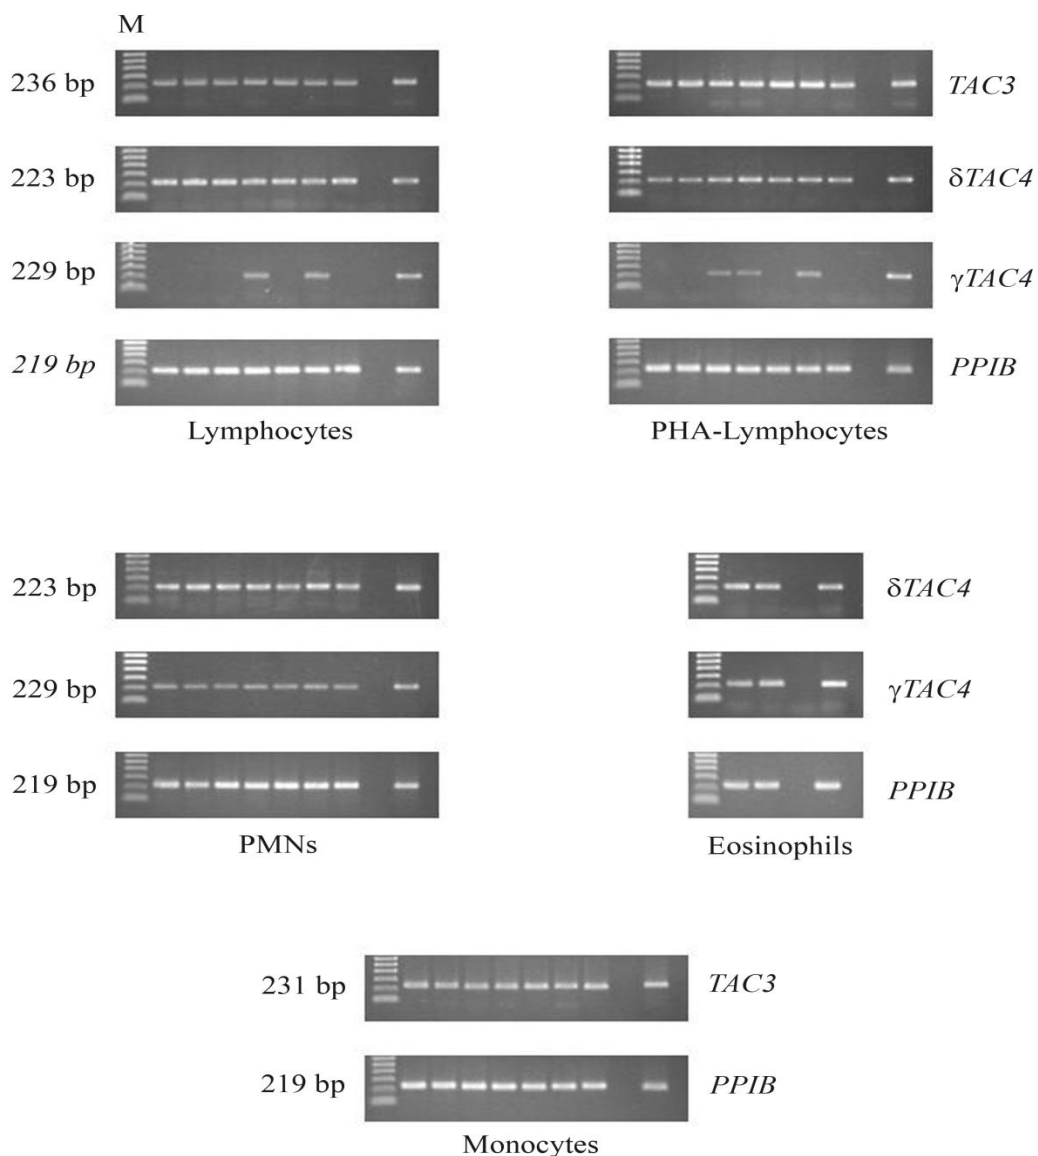 M
236 bp
TAC3
223 bp
δTAC4
229 bp
γTAC4
219 bp
PPIB
Lymphocytes
PHA-Lymphocytes
223 bp
δTAC4
229 bp
γTAC4
219 bp
PPIB
PMNs
Eosinophils
231 bp
TAC3
219 bp
PPIB
Monocytes